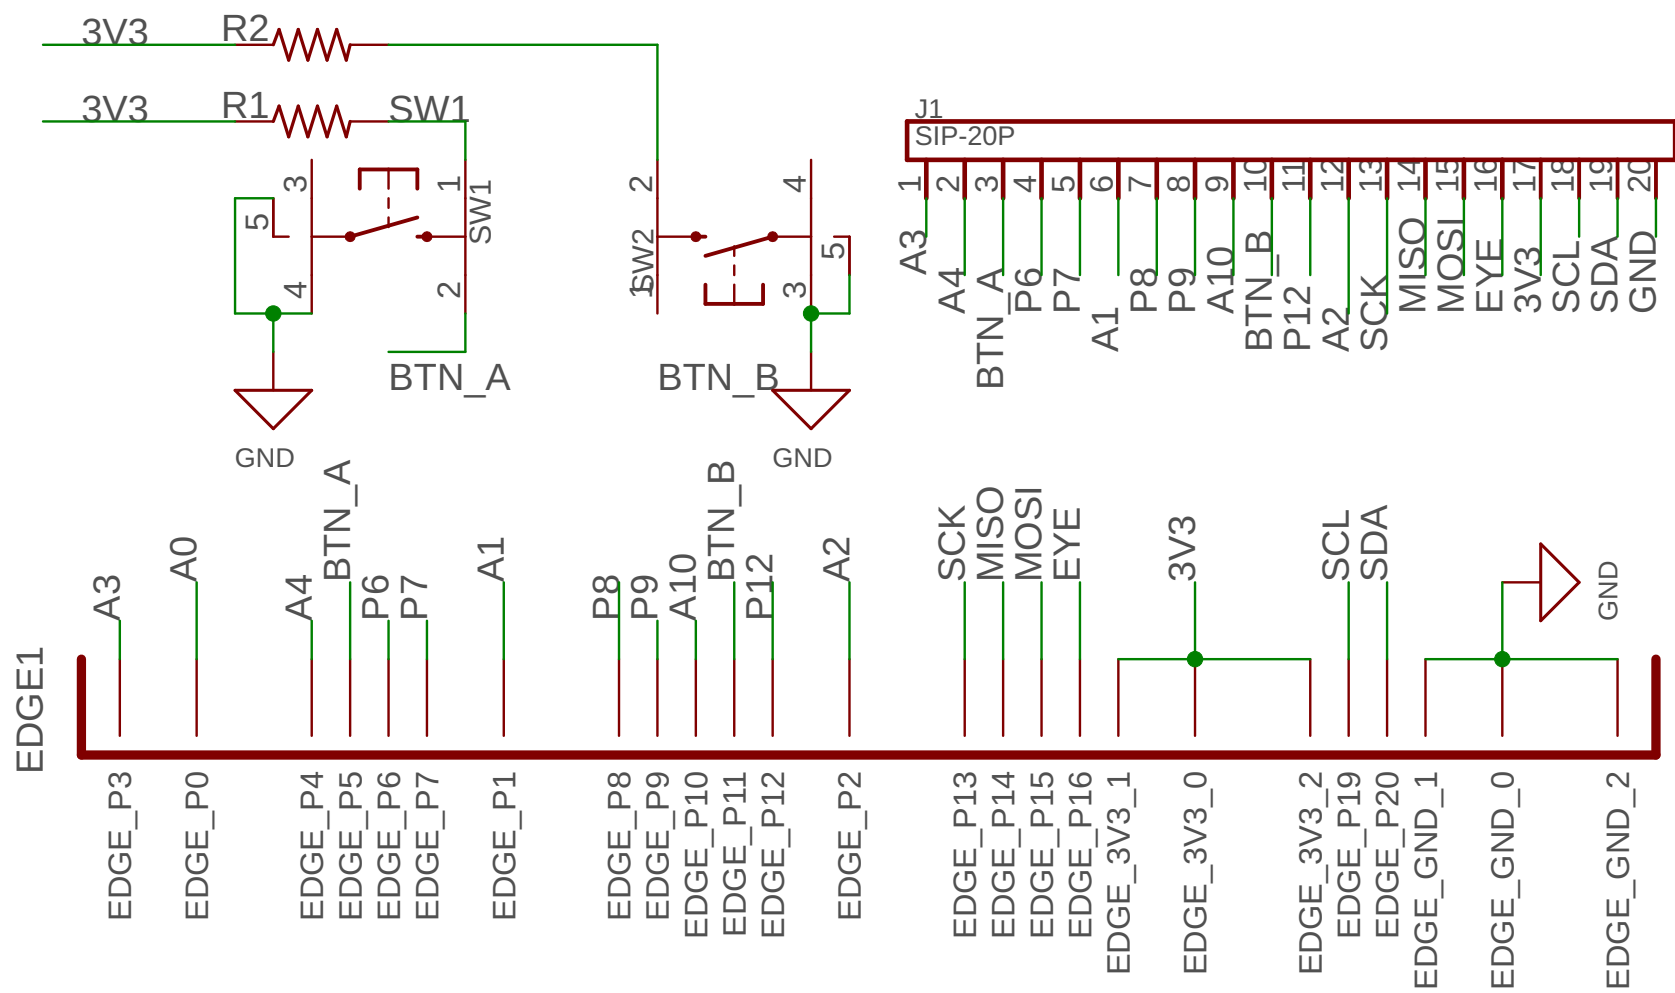 3V3
R2
3V3
R1
SW1
3
5
4
1
SW1
2
GND
BTN_A
2
SW2
1
4
5
3
BTN_B
GND
J1
SIP-20P
1
2
3
4
5
6
7
8
9
10
11
12
13
14
15
16
17
18
19
20
A3
A4
BTN_A
P6
P7
A1
P8
P9
A10
BTN_B
P12
A2
SCK
MISO
MOSI
EYE
3V3
SCL
SDA
GND
EDGE1
A3
A0
A4
BTN_A
P6
P7
A1
P8
P9
A10
BTN_B
P12
A2
SCK
MISO
MOSI
EYE
3V3
SCL
SDA
GND
EDGE_P3
EDGE_P0
EDGE_P4
EDGE_P5
EDGE_P6
EDGE_P7
EDGE_P1
EDGE_P8
EDGE_P9
EDGE_P10
EDGE_P11
EDGE_P12
EDGE_P2
EDGE_P13
EDGE_P14
EDGE_P15
EDGE_P16
EDGE_3V3_1
EDGE_3V3_0
EDGE_3V3_2
EDGE_P19
EDGE_P20
EDGE_GND_1
EDGE_GND_0
EDGE_GND_2